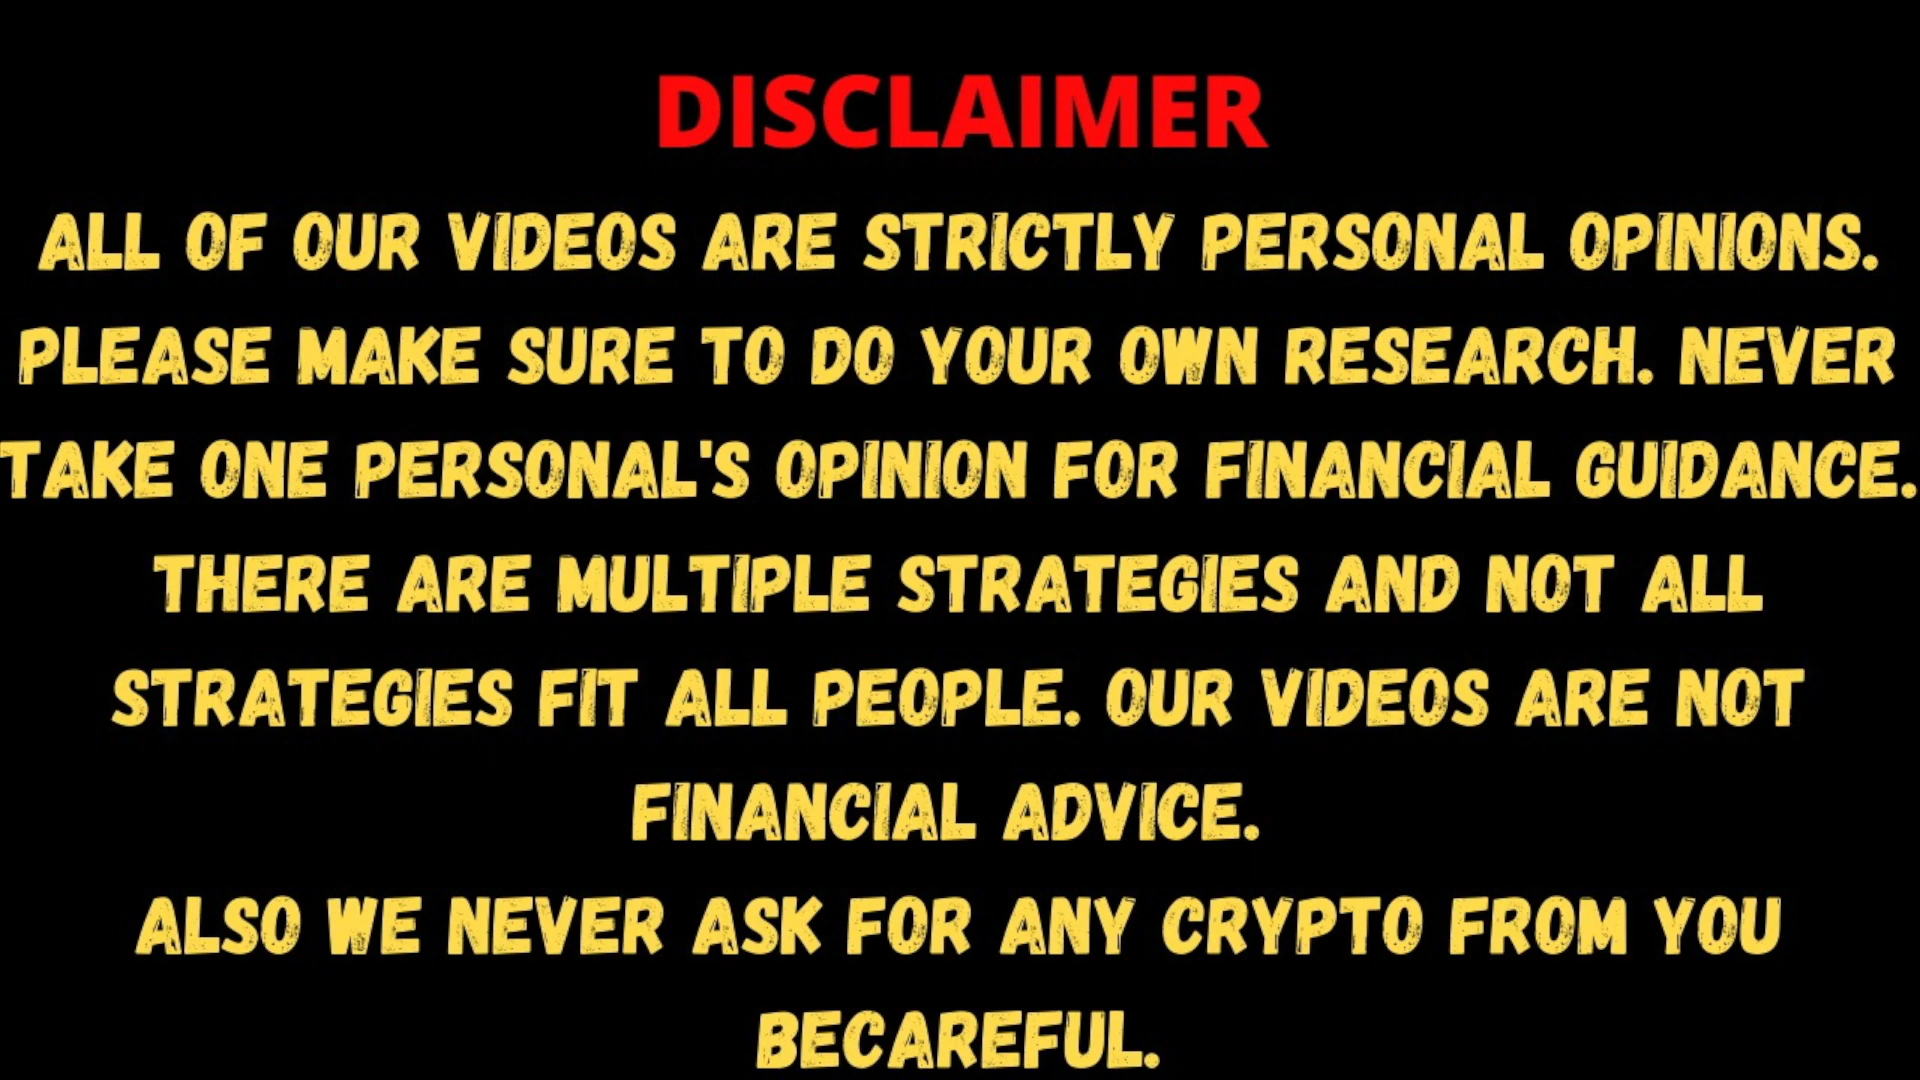 DISCLAIMER
ALL OF OUR VIDEOS ARE STRICTLY PERSONAL OPINIONS.
PLEASE MAKE SURE TO DO YOUR OWN RESEARCH. NEVER
TAKE ONE PERSONAL'S OPINION FOR FINANCIAL GUIDANCE.
THERE ARE MULTIPLE STRATEGIES AND NOT ALL
STRATEGIES FIT ALL PEOPLE. OUR VIDEOS ARE NOT
FINANCIAL ADVICE.
ALSO WE NEVER ASK FOR ANY CRYPTO FROM YOU
BECAREFUL.